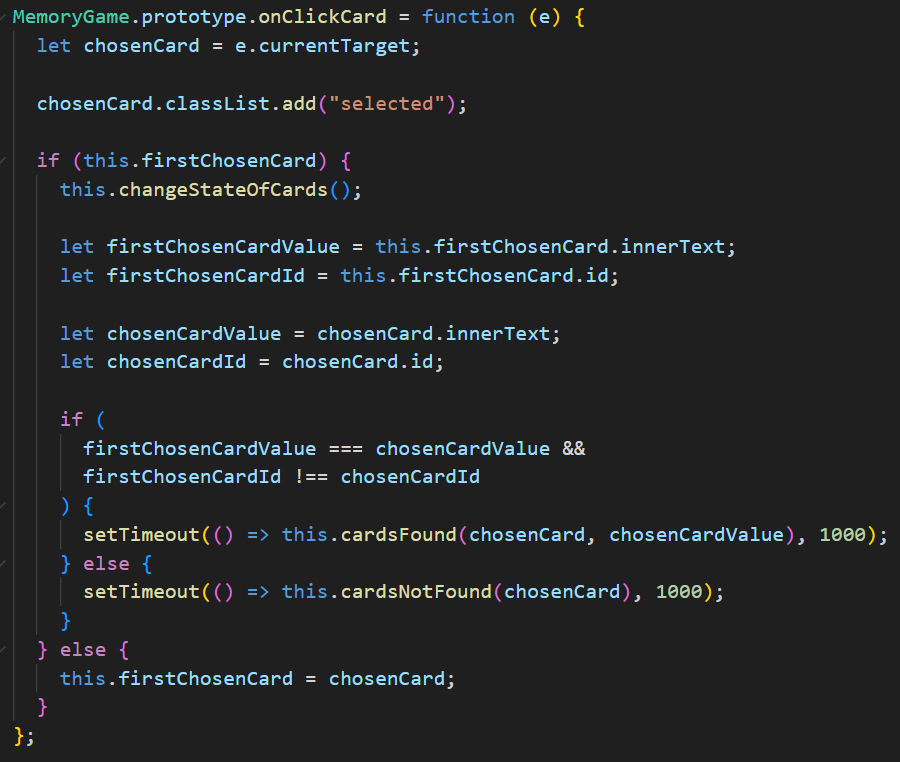 MemoryGame.prototype.onClickCard = function (e) {
  let chosenCard = e.currentTarget;

  chosenCard.classList.add("selected");

  if (this.firstChosenCard) {
    this.changeStateOfCards();

    let firstChosenCardValue = this.firstChosenCard.innerText;
    let firstChosenCardId = this.firstChosenCard.id;

    let chosenCardValue = chosenCard.innerText;
    let chosenCardId = chosenCard.id;

    if (
      firstChosenCardValue === chosenCardValue &&
      firstChosenCardId !== chosenCardId
    ) {
      setTimeout(() => this.cardsFound(chosenCard, chosenCardValue), 1000);
    } else {
      setTimeout(() => this.cardsNotFound(chosenCard), 1000);
    }
  } else {
    this.firstChosenCard = chosenCard;
  }
};